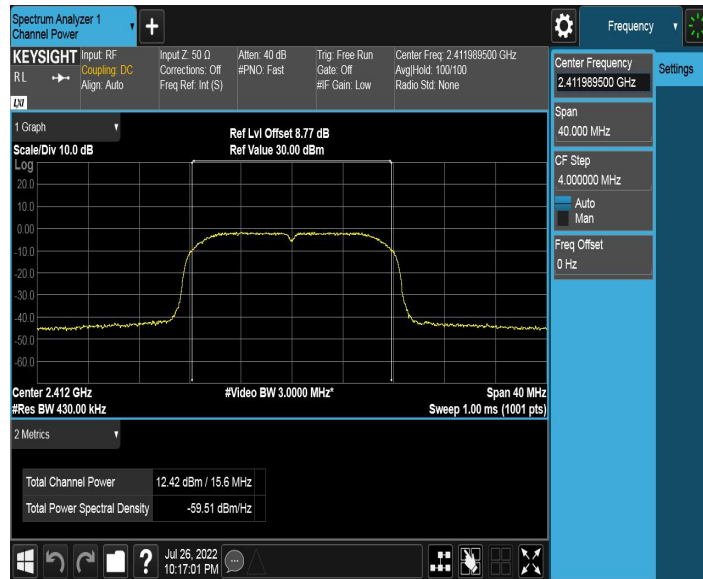 Spectrum Analyzer 1
Channel Power
+
Frequency
KEYSIGHT
RL
LXI
Input: RF
Coupling: DC
Align: Auto
Input Z: 50 Ω
Corrections: Off
Freq Ref: Int (S)
Atten: 40 dB
#PNO: Fast
Trig: Free Run
Gate: Off
#IF Gain: Low
Center Freq: 2.411989500 GHz
Avg|Hold: 100/100
Radio Std: None
Center Frequency
2.411989500 GHz
Settings
Span
40.000 MHz
CF Step
4.000000 MHz
Auto
Man
Freq Offset
0 Hz
1 Graph
Scale/Div 10.0 dB
Ref Lvl Offset 8.77 dB
Ref Value 30.00 dBm
Log
20.0
10.0
0.00
-10.0
-20.0
-30.0
-40.0
-50.0
-60.0
Center 2.412 GHz
#Res BW 430.00 kHz
#Video BW 3.0000 MHz*
Span 40 MHz
Sweep 1.00 ms (1001 pts)
2 Metrics
Total Channel Power 12.42 dBm / 15.6 MHz
Total Power Spectral Density -59.51 dBm/Hz
?
Jul 26, 2022
10:17:01 PM